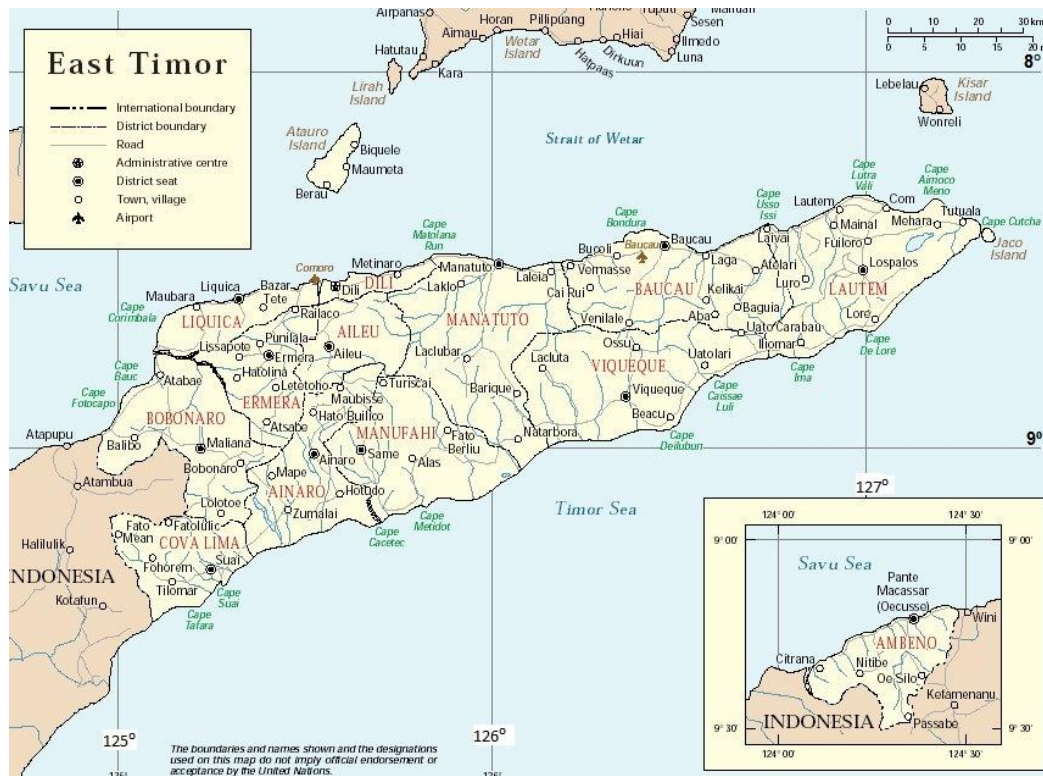 East Timor
International boundary
District boundary
Road
Administrative centre
District seat
Town, village
Airport
Airpanas
Horan
Pillipuang
Aimau
Wetar
Island
Hiai
Dirkuun
Hatpaas
Sesen
Ilmedo
Luna
Hatutau
Kara
Lirah
Island
0 10 20 30 km
0 5 10 15
8°
Lebelau
Kisar
Island
Wonreli
Atauro
Island
Biquele
Maumeta
Berau
Strait of Wetar
Cape
Matolana
Run
Cape
Bondura
Cape
Usso
Issi
Cape
Lutra
Váli
Cape
Aimoco
Meno
Cape Cutcha
Jaco
Island
Savu Sea
Cape
Corimbala
Cape
Bauc
Cape
Fotocapo
Comoro
Metinaro
Manatuto
DILI
Dili
Laklo
Laleia
Bucoli
Baucau
Baucau
Vermasse
Cai Rui
BAUCAU
Laga
Laivai
Atelari
Kelikai
Baguia
Aba
Venilale
Lautem
Com
Mainal
Mehara
Tutuala
Fuiloro
Lospalos
Luro
LAUTEM
Lore
Cape
De Lore
Uato Carabau
Iliomar
Cape
Ima
Liquica
Bazar
Tete
Maubara
LIQUICA
Railaco
AILEU
Aileu
MANATUTO
Lissapote
Punilala
Ermera
Hatolina
Letetoho
ERMERA
Atsabe
Maubisse
Hato Builico
Turiscai
Laclubar
Barique
Lacluta
Ossu
VIQUEQUE
Uatolari
Viqueque
Beacu
Cape
Caissae
Luli
Cape
Deilubun
Natarbora
Atabae
BOBONARO
Balibo
Maliana
Bobonaro
Atapupu
Atambua
MANUFAHI
Fato
Berliu
Same
Alas
Ainaro
Mape
AINARO
Hotudo
Zumalai
Lolotoe
Cape
Cacetec
Cape
Metidot
Timor Sea
Fato
Mean
Fatolulic
COVA LIMA
Fohorem
Suai
Tilomar
Cape
Suai
Cape
Tafara
Halilulik
INDONESIA
Kotafun
9°
127°
125°
126°
The boundaries and names shown and the designations
used on this map do not imply official endorsement or
acceptance by the United Nations.
124° 00'
124° 30'
9° 00'
9° 00'
Savu Sea
Pante
Macassar
(Oecusse)
Wini
AMBENO
Citrana
Nitibe
Oe Silo
Kefamenanu
INDONESIA
Passabe
9° 30'
9° 30'
124° 00'
124° 30'